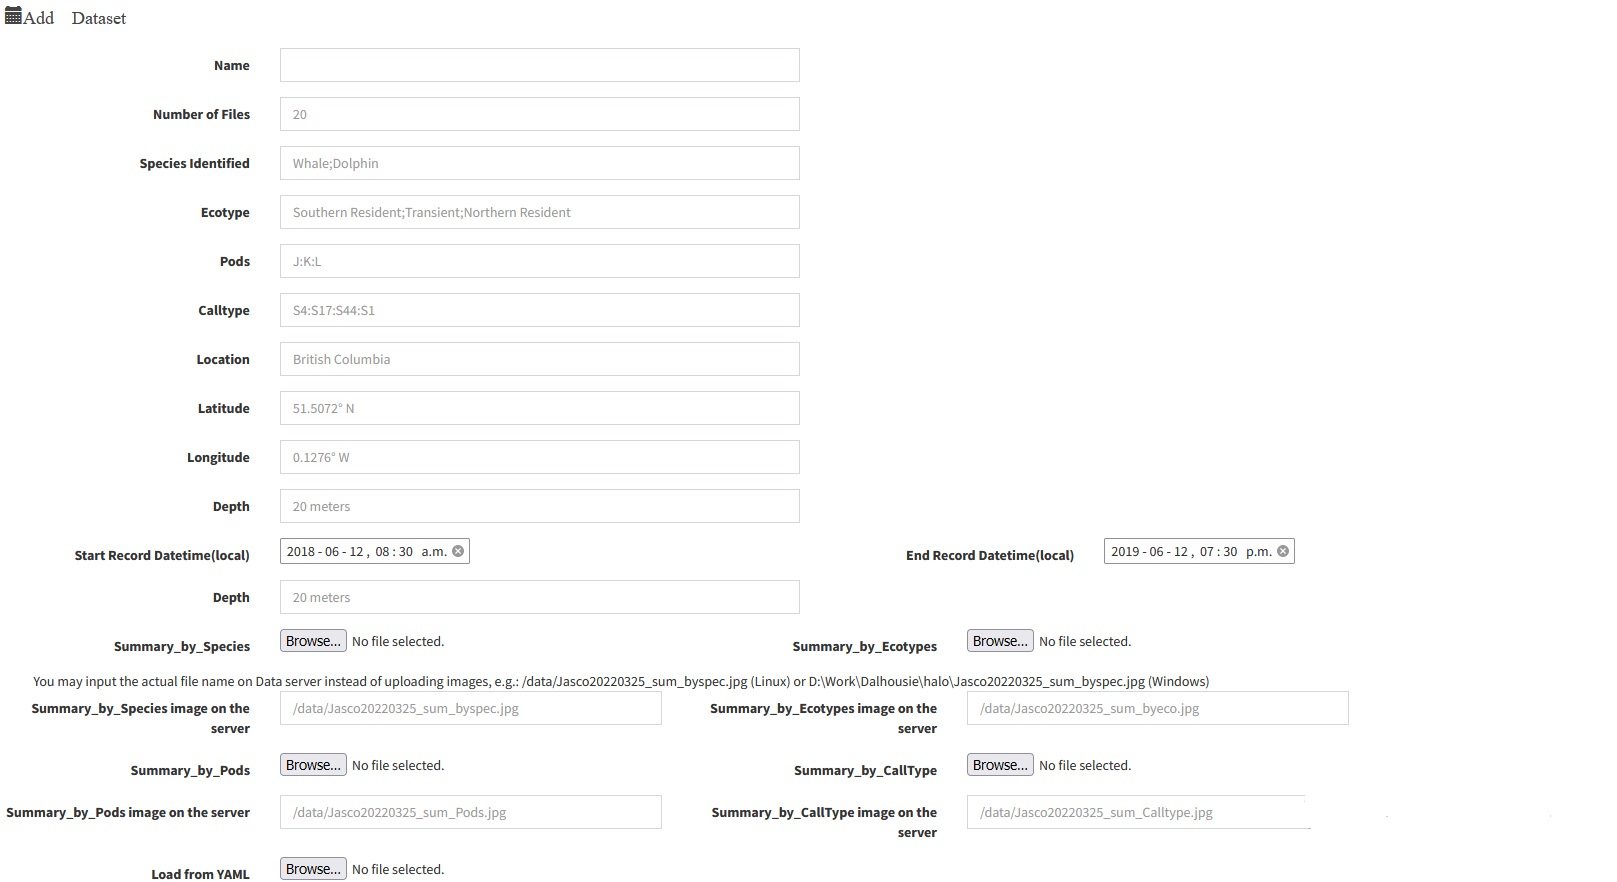 Add Dataset
Name
Number of Files 20
Species Identified Whale;Dolphin
Ecotype Southern Resident;Transient;Northern Resident
Pods J:K:L
Calltype S4:S17:S44:S1
Location British Columbia
Latitude 51.5072° N
Longitude 0.1276° W
Depth 20 meters
Start Record Datetime(local) 2018 - 06 - 12 , 08 : 30 a.m. End Record Datetime(local) 2019 - 06 - 12 , 07 : 30 p.m.
Depth 20 meters
Summary_by_Species Browse... No file selected. Summary_by_Ecotypes Browse... No file selected.
You may input the actual file name on Data server instead of uploading images, e.g.: /data/Jasco20220325_sum_byspec.jpg (Linux) or D:\Work\Dalhousie\halo\Jasco20220325_sum_byspec.jpg (Windows)
Summary_by_Species image on the server /data/Jasco20220325_sum_byspec.jpg Summary_by_Ecotypes image on the server /data/Jasco20220325_sum_byeco.jpg
Summary_by_Pods Browse... No file selected. Summary_by_CallType Browse... No file selected.
Summary_by_Pods image on the server /data/Jasco20220325_sum_Pods.jpg Summary_by_CallType image on the server /data/Jasco20220325_sum_Calltype.jpg
Load from YAML Browse... No file selected.